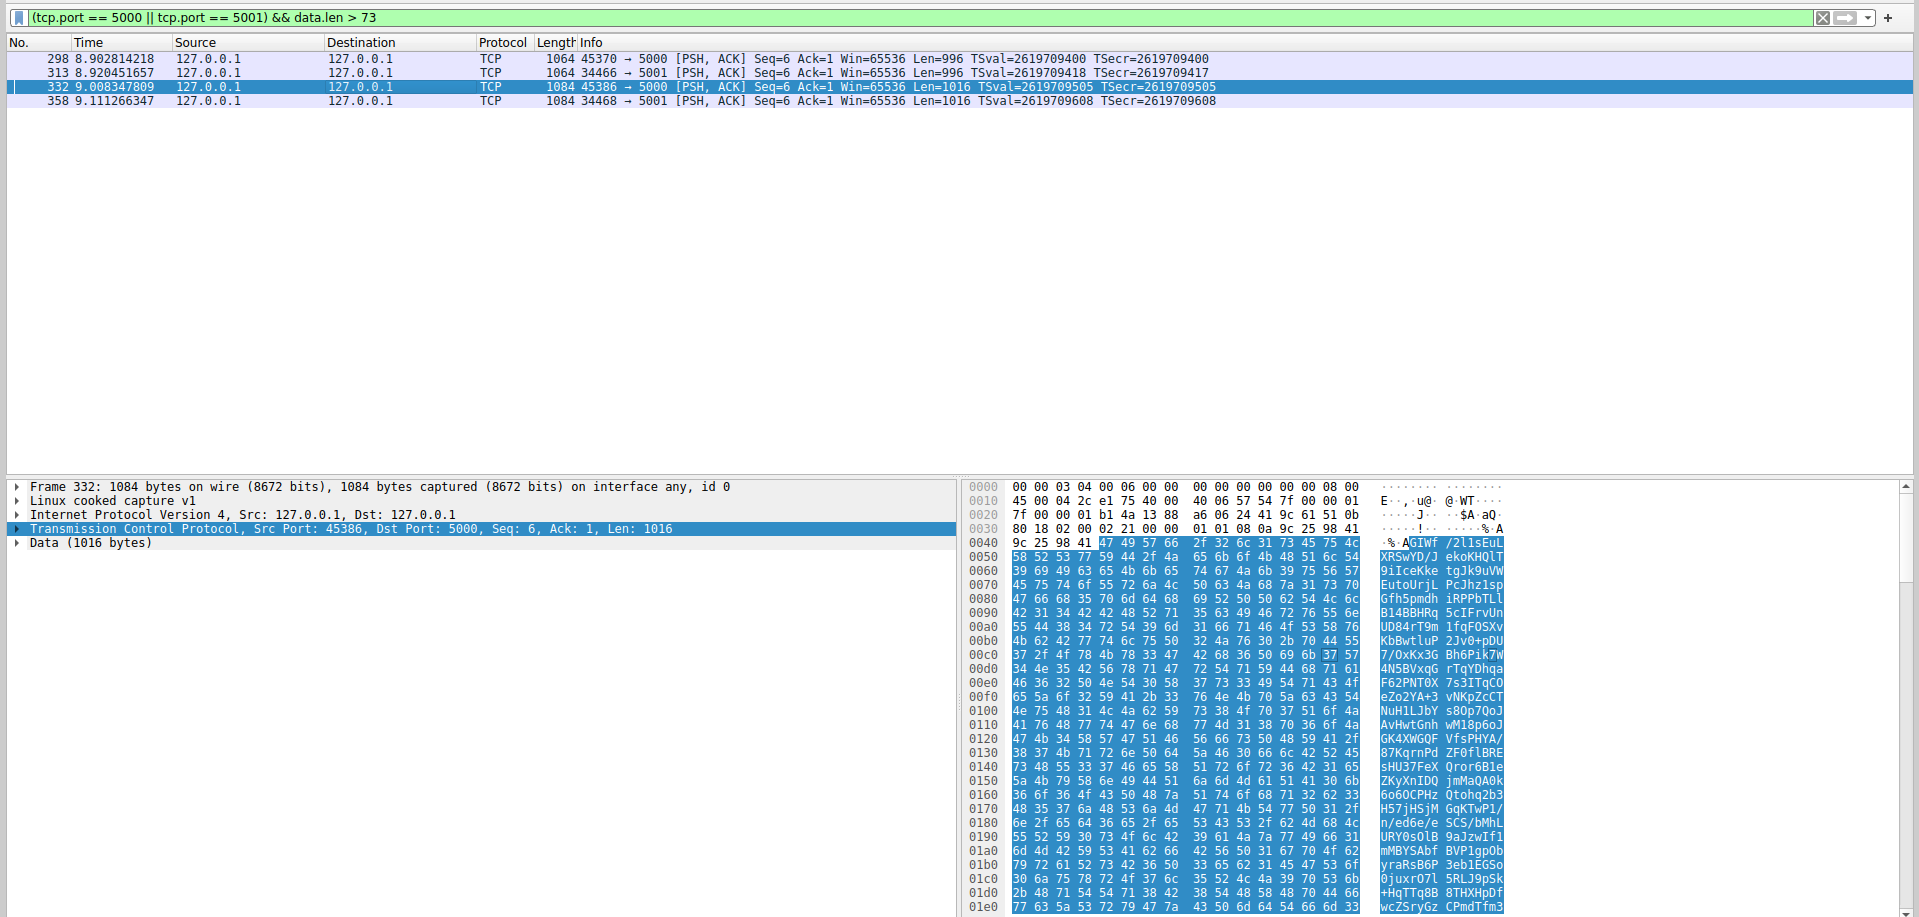 (tcp.port == 5000 || tcp.port == 5001) && data.len > 73
No. Time Source Destination Protocol Length Info
298 8.902814218 127.0.0.1 127.0.0.1 TCP 1064 45370 → 5000 [PSH, ACK] Seq=6 Ack=1 Win=65536 Len=996 TSval=2619709400 TSecr=2619709400
313 8.920451657 127.0.0.1 127.0.0.1 TCP 1064 34466 → 5001 [PSH, ACK] Seq=6 Ack=1 Win=65536 Len=996 TSval=2619709418 TSecr=2619709417
332 9.008347809 127.0.0.1 127.0.0.1 TCP 1084 45386 → 5000 [PSH, ACK] Seq=6 Ack=1 Win=65536 Len=1016 TSval=2619709505 TSecr=2619709505
358 9.111266347 127.0.0.1 127.0.0.1 TCP 1084 34468 → 5001 [PSH, ACK] Seq=6 Ack=1 Win=65536 Len=1016 TSval=2619709608 TSecr=2619709608
Frame 332: 1084 bytes on wire (8672 bits), 1084 bytes captured (8672 bits) on interface any, id 0
Linux cooked capture v1
Internet Protocol Version 4, Src: 127.0.0.1, Dst: 127.0.0.1
Transmission Control Protocol, Src Port: 45386, Dst Port: 5000, Seq: 6, Ack: 1, Len: 1016
Data (1016 bytes)
0000 00 00 03 04 00 06 00 00 00 00 00 00 00 00 08 00 ········ ········
0010 45 00 04 2c e1 75 40 00 40 06 57 54 7f 00 00 01 E··,·u@· @·WT····
0020 7f 00 00 01 b1 4a 13 88 a6 06 24 41 9c 61 51 0b ·····J·· ··$A·aQ·
0030 80 18 02 00 02 21 00 00 01 01 08 0a 9c 25 98 41 ·····!·· ·····%·A
0040 9c 25 98 41 47 49 57 66 2f 32 6c 31 73 45 75 4c ·%·AGIWf /2l1sEuL
0050 58 52 53 77 59 44 2f 4a 65 6b 6f 4b 48 51 6c 54 XRSwYD/J ekoKHQlT
0060 39 69 49 63 65 4b 6b 65 74 67 4a 6b 39 75 56 57 9iIceKke tgJk9uVW
0070 45 75 74 6f 55 72 6a 4c 50 63 4a 68 7a 31 73 70 EutoUrjL PcJhz1sp
0080 47 66 68 35 70 6d 64 68 69 52 50 50 62 54 4c 6c Gfh5pmdh iRPPbTLl
0090 42 31 34 42 42 48 52 71 35 63 49 46 72 76 55 6e B14BBHRq 5cIFrvUn
00a0 55 44 38 34 72 54 39 6d 31 66 71 46 4f 53 58 76 UD84rT9m 1fqFOSXv
00b0 4b 62 42 77 74 6c 75 50 32 4a 76 30 2b 70 44 55 KbBwtluP 2Jv0+pDU
00c0 37 2f 4f 78 4b 78 33 47 42 68 36 50 69 6b 37 57 7/OxKx3G Bh6Pik7W
00d0 34 4e 35 42 56 78 71 47 72 54 71 59 44 68 71 61 4N5BVxqG rTqYDhqa
00e0 46 36 32 50 4e 54 30 58 37 73 33 49 54 71 43 4f F62PNT0X 7s3ITqCO
00f0 65 5a 6f 32 59 41 2b 33 76 4e 4b 70 5a 63 43 54 eZo2YA+3 vNKpZcCT
0100 4e 75 48 31 4c 4a 62 59 73 38 4f 70 37 51 6f 4a NuH1LJbY s8Op7QoJ
0110 41 76 48 77 74 47 6e 68 77 4d 31 38 70 36 6f 4a AvHwtGnh wM18p6oJ
0120 47 4b 34 58 57 47 51 46 56 66 73 50 48 59 41 2f GK4XWGQF VfsPHYA/
0130 38 37 4b 71 72 6e 50 64 5a 46 30 66 6c 42 52 45 87KqrnPd ZF0flBRE
0140 73 48 55 33 37 46 65 58 51 72 6f 72 36 42 31 65 sHU37FeX Qror6B1e
0150 5a 4b 79 58 6e 49 44 51 6a 6d 4d 61 51 41 30 6b ZKyXnIDQ jmMaQA0k
0160 36 6f 36 4f 43 50 48 7a 51 74 6f 68 71 32 62 33 6o6OCPHz Qtohq2b3
0170 48 35 37 6a 48 53 6a 4d 47 71 4b 54 77 50 31 2f H57jHSjM GqKTwP1/
0180 6e 2f 65 64 36 65 2f 65 53 43 53 2f 62 4d 68 4c n/ed6e/e SCS/bMhL
0190 55 52 59 30 73 4f 6c 42 39 61 4a 7a 77 49 66 31 URY0sOlB 9aJzwIf1
01a0 6d 4d 42 59 53 41 62 66 42 56 50 31 67 70 4f 62 mMBYSAbf BVP1gpOb
01b0 79 72 61 52 73 42 36 50 33 65 62 31 45 47 53 6f yraRsB6P 3eb1EGSo
01c0 30 6a 75 78 72 4f 37 6c 35 52 4c 4a 39 70 53 6b 0juxrO7l 5RLJ9pSk
01d0 2b 48 71 54 54 71 38 42 38 54 48 58 48 70 44 66 +HqTTq8B 8THXHpDf
01e0 77 63 5a 53 72 79 47 7a 43 50 6d 64 54 66 6d 33 wcZSryGz CPmdTfm3